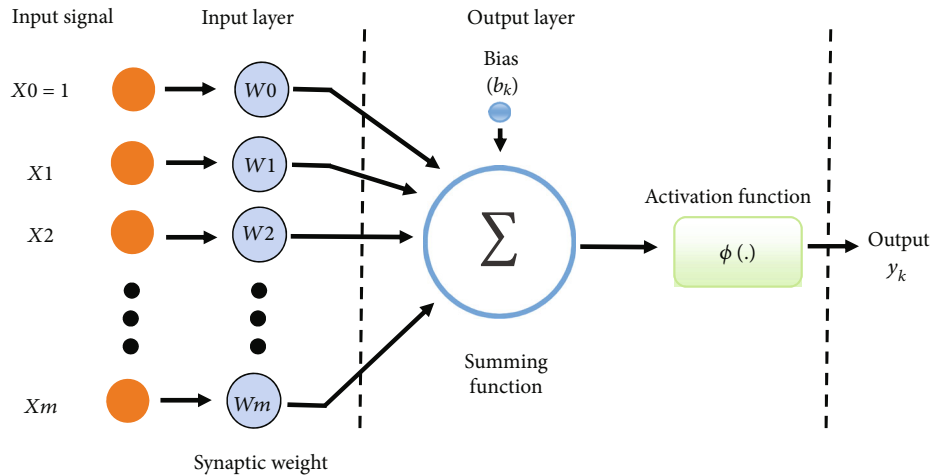 Input signal
Input layer
Output layer
X0 = 1
W0
Bias
(b_k)
X1
W1
X2
W2
Σ
Activation function
ϕ (.)
Output
y_k
Summing
function
Xm
Wm
Synaptic weight